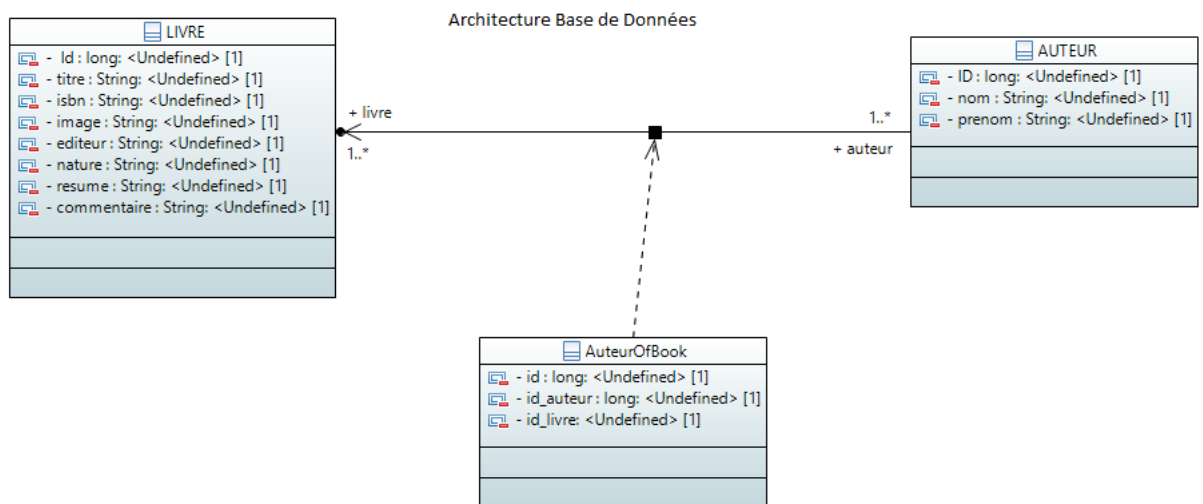 Architecture Base de Données
LIVRE
- Id : long: <Undefined> [1]
- titre : String: <Undefined> [1]
- isbn : String: <Undefined> [1]
- image : String: <Undefined> [1]
- editeur : String: <Undefined> [1]
- nature : String: <Undefined> [1]
- resume : String: <Undefined> [1]
- commentaire : String: <Undefined> [1]
+ livre
1..*
1..*
+ auteur
AUTEUR
- ID : long: <Undefined> [1]
- nom : String: <Undefined> [1]
- prenom : String: <Undefined> [1]
AuteurOfBook
- id : long: <Undefined> [1]
- id_auteur : long: <Undefined> [1]
- id_livre: <Undefined> [1]